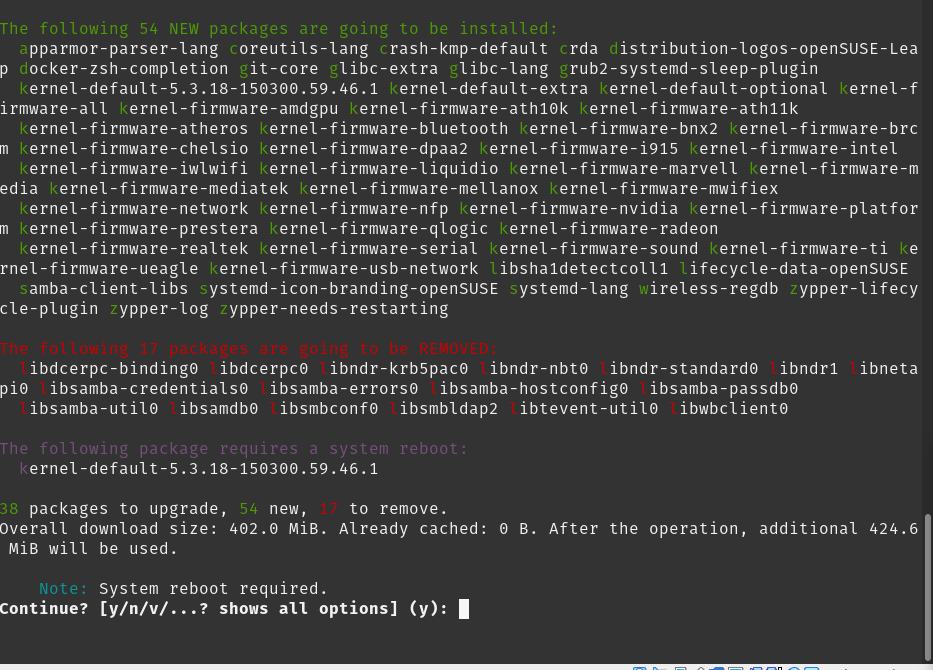 The following 54 NEW packages are going to be installed:
  apparmor-parser-lang coreutils-lang crash-kmp-default crda distribution-logos-openSUSE-Lea
p docker-zsh-completion git-core glibc-extra glibc-lang grub2-systemd-sleep-plugin
  kernel-default-5.3.18-150300.59.46.1 kernel-default-extra kernel-default-optional kernel-f
irmware-all kernel-firmware-amdgpu kernel-firmware-ath10k kernel-firmware-ath11k
  kernel-firmware-atheros kernel-firmware-bluetooth kernel-firmware-bnx2 kernel-firmware-brc
m kernel-firmware-chelsio kernel-firmware-dpaa2 kernel-firmware-i915 kernel-firmware-intel
  kernel-firmware-iwlwifi kernel-firmware-liquidio kernel-firmware-marvell kernel-firmware-m
edia kernel-firmware-mediatek kernel-firmware-mellanox kernel-firmware-mwifiex
  kernel-firmware-network kernel-firmware-nfp kernel-firmware-nvidia kernel-firmware-platfor
m kernel-firmware-prestera kernel-firmware-qlogic kernel-firmware-radeon
  kernel-firmware-realtek kernel-firmware-serial kernel-firmware-sound kernel-firmware-ti ke
rnel-firmware-ueagle kernel-firmware-usb-network libsha1detectcoll1 lifecycle-data-openSUSE
  samba-client-libs systemd-icon-branding-openSUSE systemd-lang wireless-regdb zypper-lifecy
cle-plugin zypper-log zypper-needs-restarting
The following 17 packages are going to be REMOVED:
  libdcerpc-binding0 libdcerpc0 libndr-krb5pac0 libndr-nbt0 libndr-standard0 libndr1 libneta
pi0 libsamba-credentials0 libsamba-errors0 libsamba-hostconfig0 libsamba-passdb0
  libsamba-util0 libsamdb0 libsmbconf0 libsmbldap2 libtevent-util0 libwbclient0
The following package requires a system reboot:
  kernel-default-5.3.18-150300.59.46.1
38 packages to upgrade, 54 new, 17 to remove.
Overall download size: 402.0 MiB. Already cached: 0 B. After the operation, additional 424.6
 MiB will be used.
    Note: System reboot required.
Continue? [y/n/v/...? shows all options] (y):